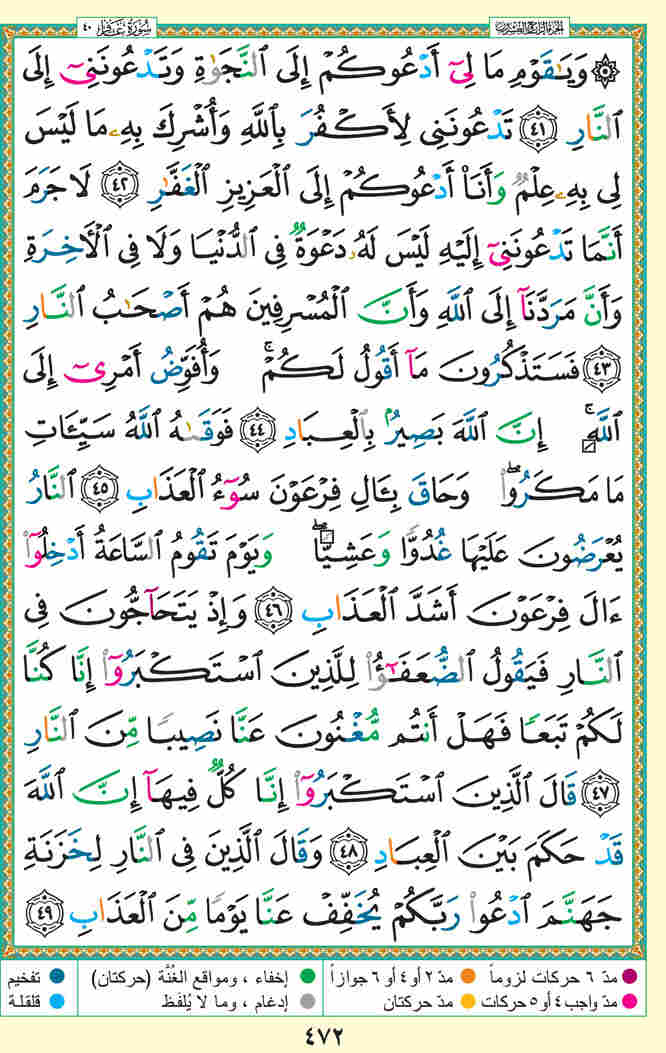 سُورَةُ غَافِر ٤٠
الجزء الرابع والعشرون
۞ وَيَٰقَوْمِ مَا لِىٓ أَدْعُوكُمْ إِلَى ٱلنَّجَوٰةِ وَتَدْعُونَنِىٓ إِلَى
ٱلنَّارِ ٤١ تَدْعُونَنِى لِأَكْفُرَ بِٱللَّهِ وَأُشْرِكَ بِهِۦ مَا لَيْسَ
لِى بِهِۦ عِلْمٌ وَأَنَا۠ أَدْعُوكُمْ إِلَى ٱلْعَزِيزِ ٱلْغَفَّٰرِ ٤٢ لَا جَرَمَ
أَنَّمَا تَدْعُونَنِىٓ إِلَيْهِ لَيْسَ لَهُۥ دَعْوَةٌ فِى ٱلدُّنْيَا وَلَا فِى ٱلْأَخِرَةِ
وَأَنَّ مَرَدَّنَآ إِلَى ٱللَّهِ وَأَنَّ ٱلْمُسْرِفِينَ هُمْ أَصْحَٰبُ ٱلنَّارِ
٤٣ فَسَتَذْكُرُونَ مَآ أَقُولُ لَكُمْ ۚ وَأُفَوِّضُ أَمْرِىٓ إِلَى
ٱللَّهِ ۚ إِنَّ ٱللَّهَ بَصِيرٌۢ بِٱلْعِبَادِ ٤٤ فَوَقَىٰهُ ٱللَّهُ سَيِّـَٔاتِ
مَا مَكَرُوا۟ ۖ وَحَاقَ بِـَٔالِ فِرْعَوْنَ سُوٓءُ ٱلْعَذَابِ ٤٥ ٱلنَّارُ
يُعْرَضُونَ عَلَيْهَا غُدُوًّا وَعَشِيًّا ۖ وَيَوْمَ تَقُومُ ٱلسَّاعَةُ أَدْخِلُوٓا۟
ءَالَ فِرْعَوْنَ أَشَدَّ ٱلْعَذَابِ ٤٦ وَإِذْ يَتَحَآجُّونَ فِى
ٱلنَّارِ فَيَقُولُ ٱلضُّعَفَٰٓؤُا۟ لِلَّذِينَ ٱسْتَكْبَرُوٓا۟ إِنَّا كُنَّا
لَكُمْ تَبَعًا فَهَلْ أَنتُم مُّغْنُونَ عَنَّا نَصِيبًا مِّنَ ٱلنَّارِ
٤٧ قَالَ ٱلَّذِينَ ٱسْتَكْبَرُوٓا۟ إِنَّا كُلٌّ فِيهَآ إِنَّ ٱللَّهَ
قَدْ حَكَمَ بَيْنَ ٱلْعِبَادِ ٤٨ وَقَالَ ٱلَّذِينَ فِى ٱلنَّارِ لِخَزَنَةِ
جَهَنَّمَ ٱدْعُوا۟ رَبَّكُمْ يُخَفِّفْ عَنَّا يَوْمًا مِّنَ ٱلْعَذَابِ ٤٩
مدّ ٦ حركات لزوماً مدّ ٢ أو ٤ أو ٦ جوازاً إخفاء ، ومواقع الغُنَّة (حركتان) تفخيم
مدّ واجب ٤ أو ٥ حركات مدّ حركتان إدغام ، وما لا يُلفَظ قلقلة
٤٧٢